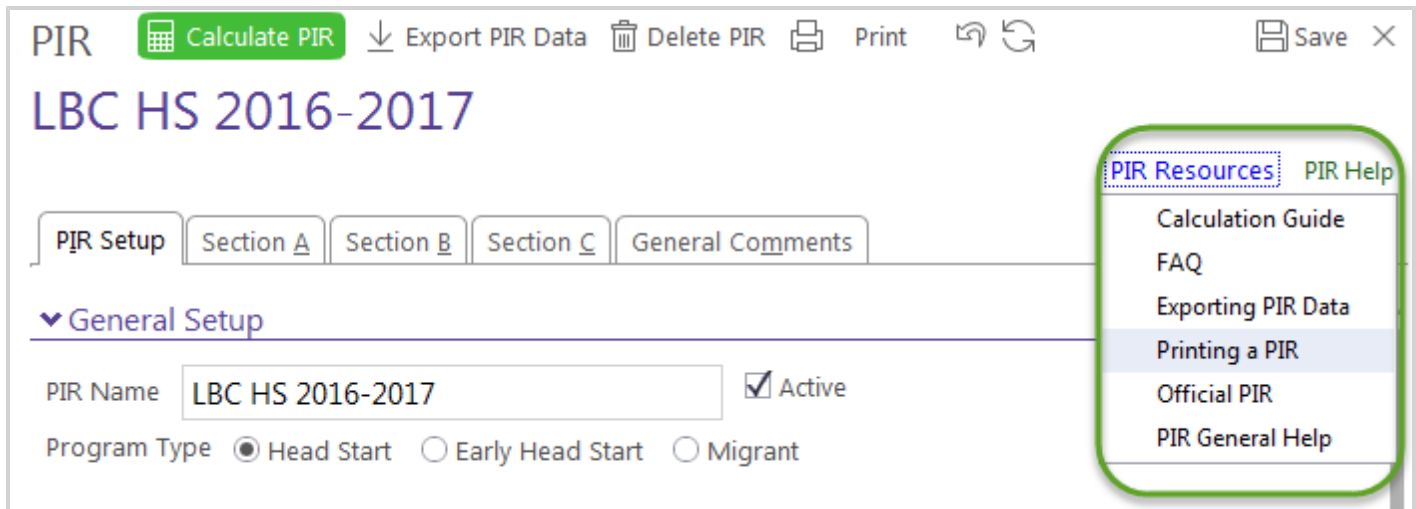 PIR Calculate PIR Export PIR Data Delete PIR Print Save
LBC HS 2016-2017
PIR Resources PIR Help
Calculation Guide
FAQ
Exporting PIR Data
Printing a PIR
Official PIR
PIR General Help
PIR Setup Section A Section B Section C General Comments
General Setup
PIR Name LBC HS 2016-2017 Active
Program Type Head Start Early Head Start Migrant